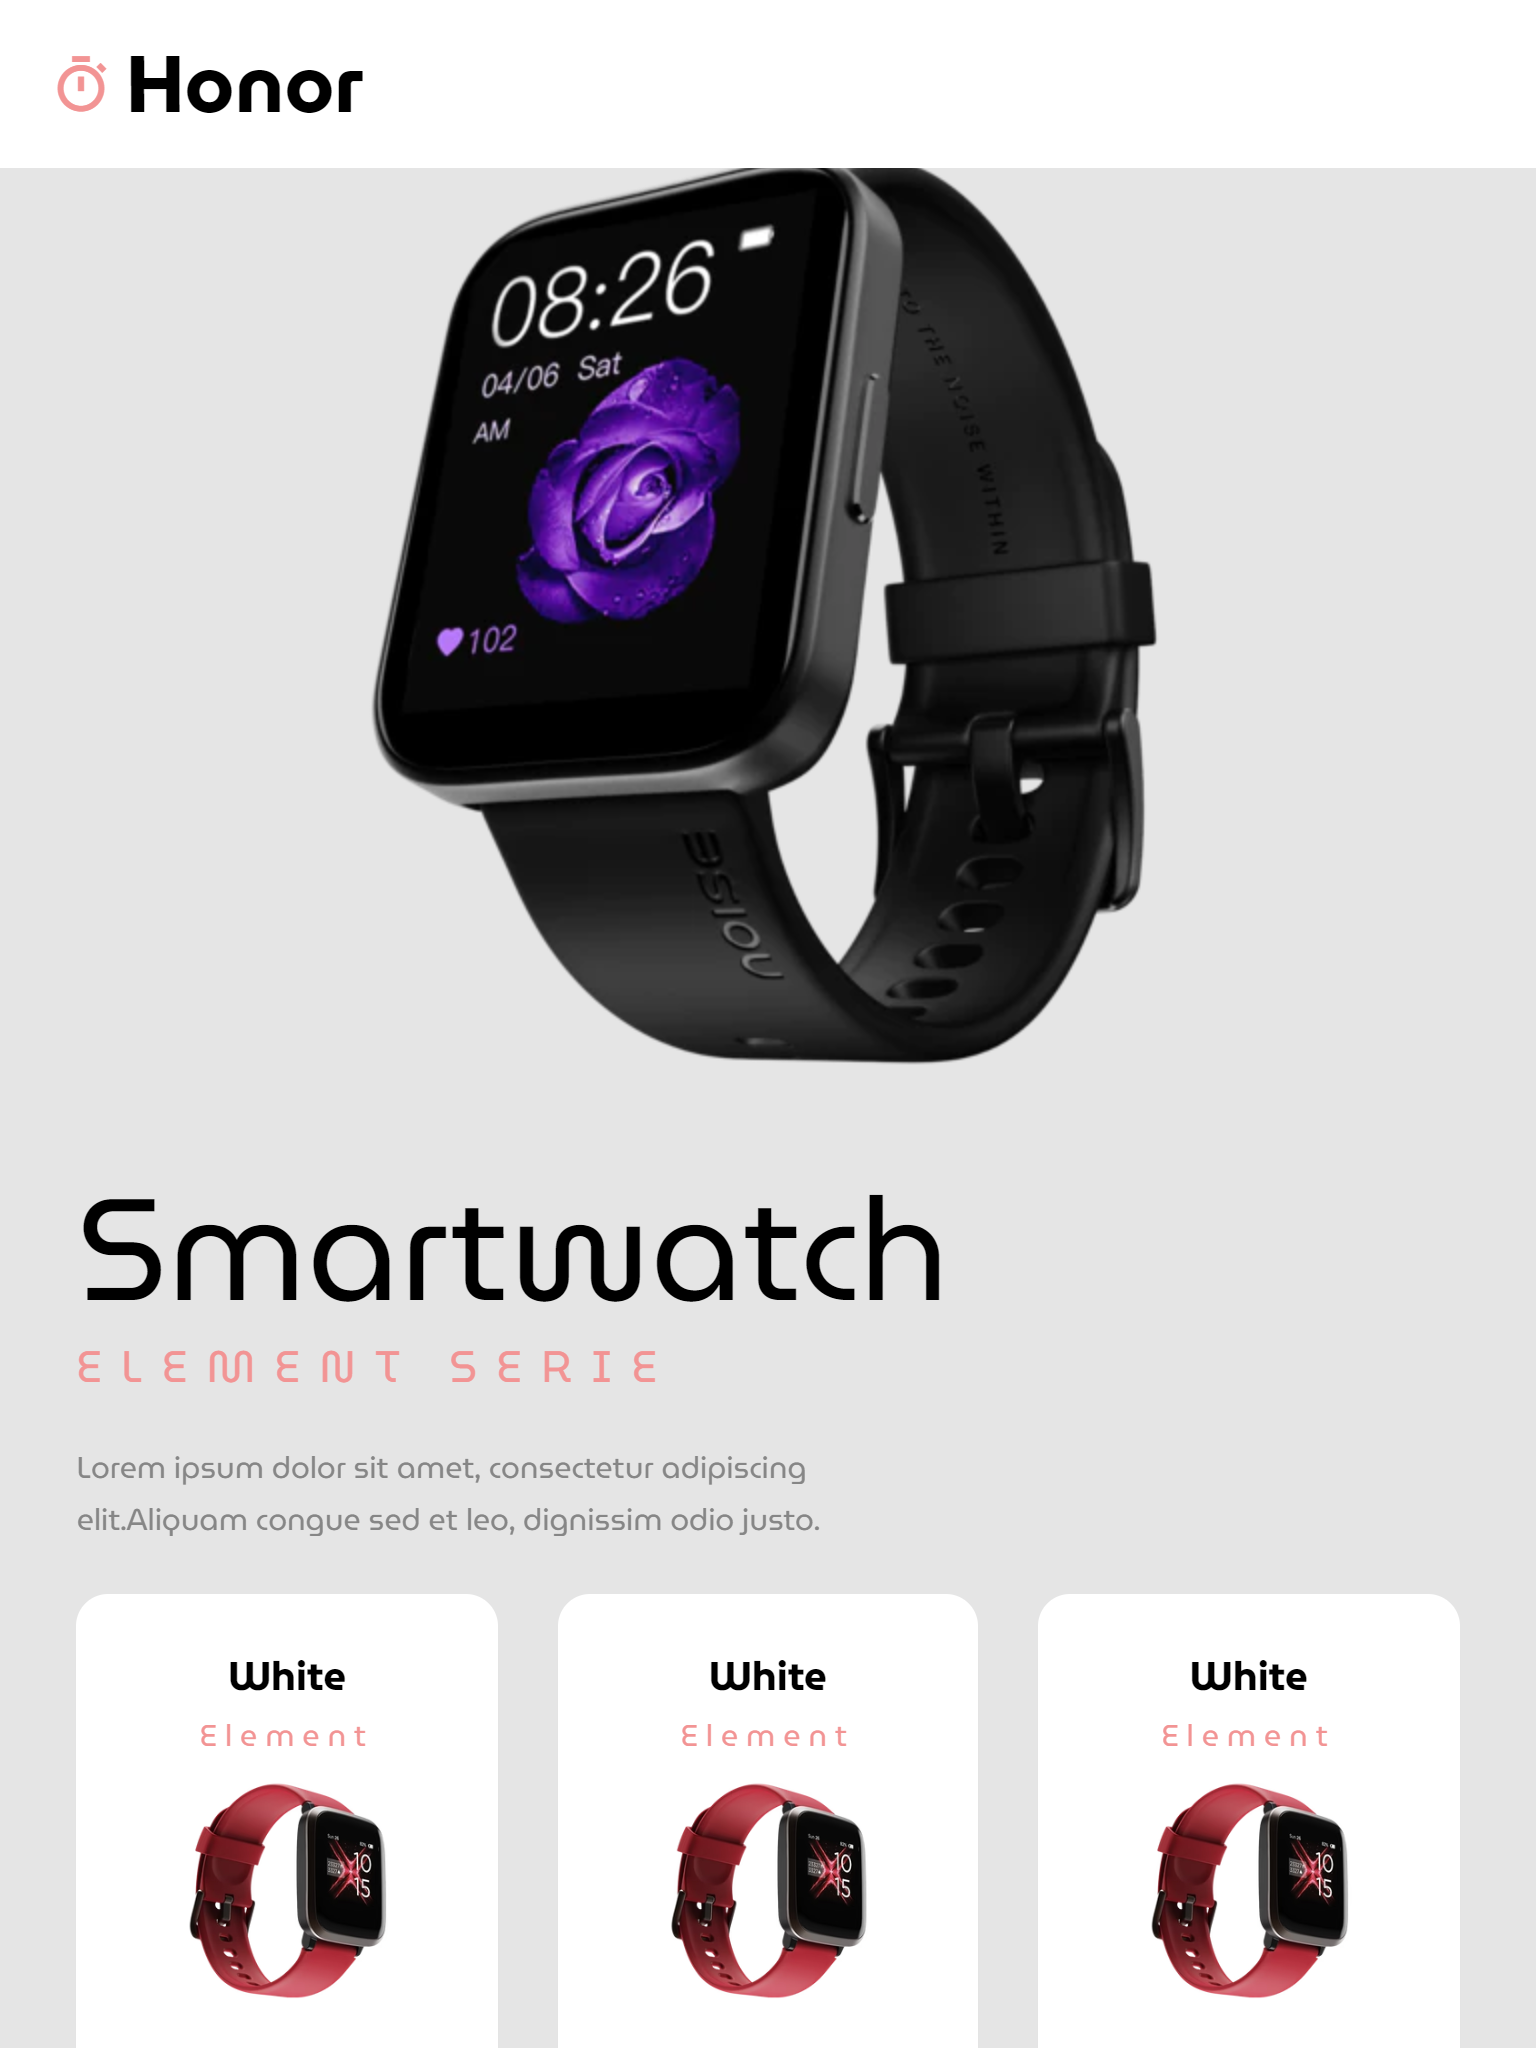 Honor
08:26
04/06 Sat
AM
102
TO THE NOISE WITHIN
NOISE
Smartwatch
ELEMENT SERIE
Lorem ipsum dolor sit amet, consectetur adipiscing
elit.Aliquam congue sed et leo, dignissim odio justo.
White
Element
10
15
White
Element
10
15
White
Element
10
15